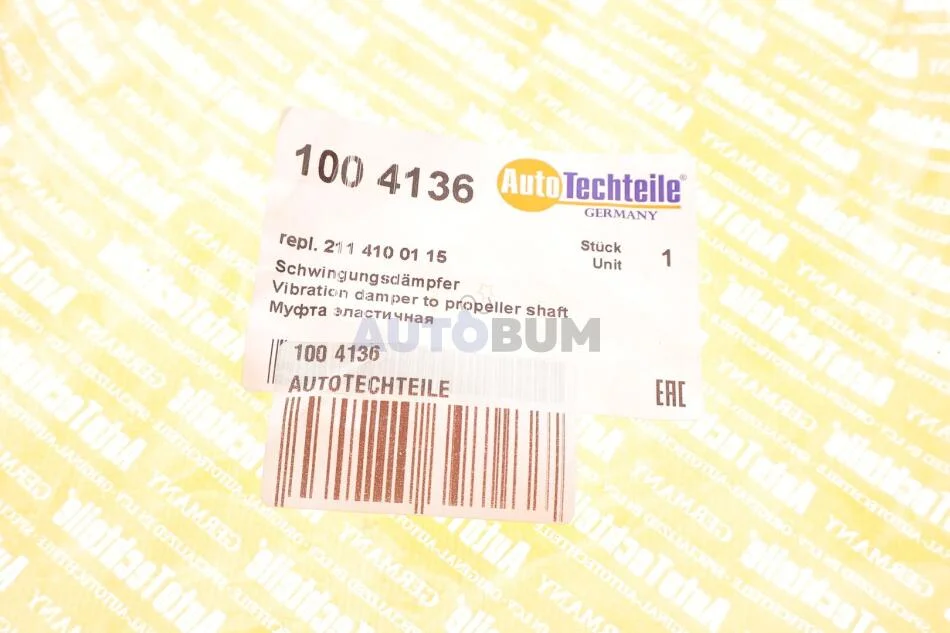 100 4136
AutoTechteile®
GERMANY
repl. 211 410 01 15
Stück
Unit
1
Schwingungsdämpfer
Vibration damper to propeller shaft
Муфта эластичная
AUTOBUM
100 4136
AUTOTECHTEILE
EAC